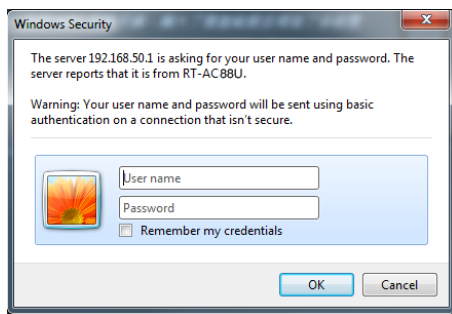 Windows Security
The server 192.168.50.1 is asking for your user name and password. The
server reports that it is from RT-AC88U.
Warning: Your user name and password will be sent using basic
authentication on a connection that isn't secure.
User name
Password
Remember my credentials
OK
Cancel